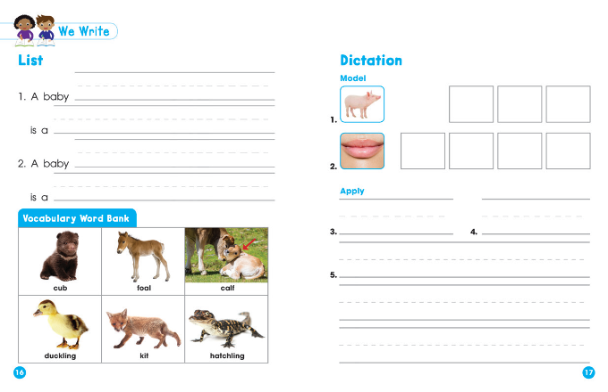 We Write
List
1. A baby
is a
2. A baby
is a
Vocabulary Word Bank
cub foal calf
duckling kit hatchling
16
Dictation
Model
1.
2.
Apply
3. 4.
5.
17